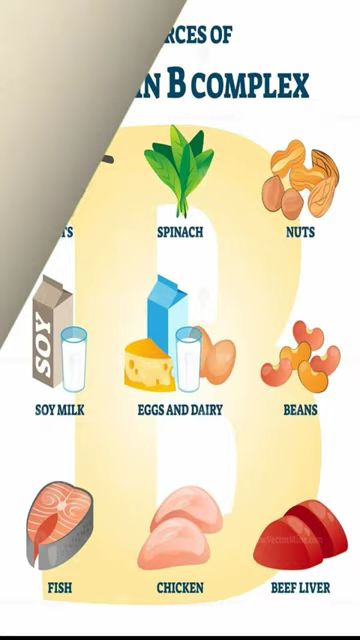 RCES OF
IN B COMPLEX
TS
SPINACH
NUTS
SOY
SOY MILK
EGGS AND DAIRY
BEANS
FISH
CHICKEN
BEEF LIVER